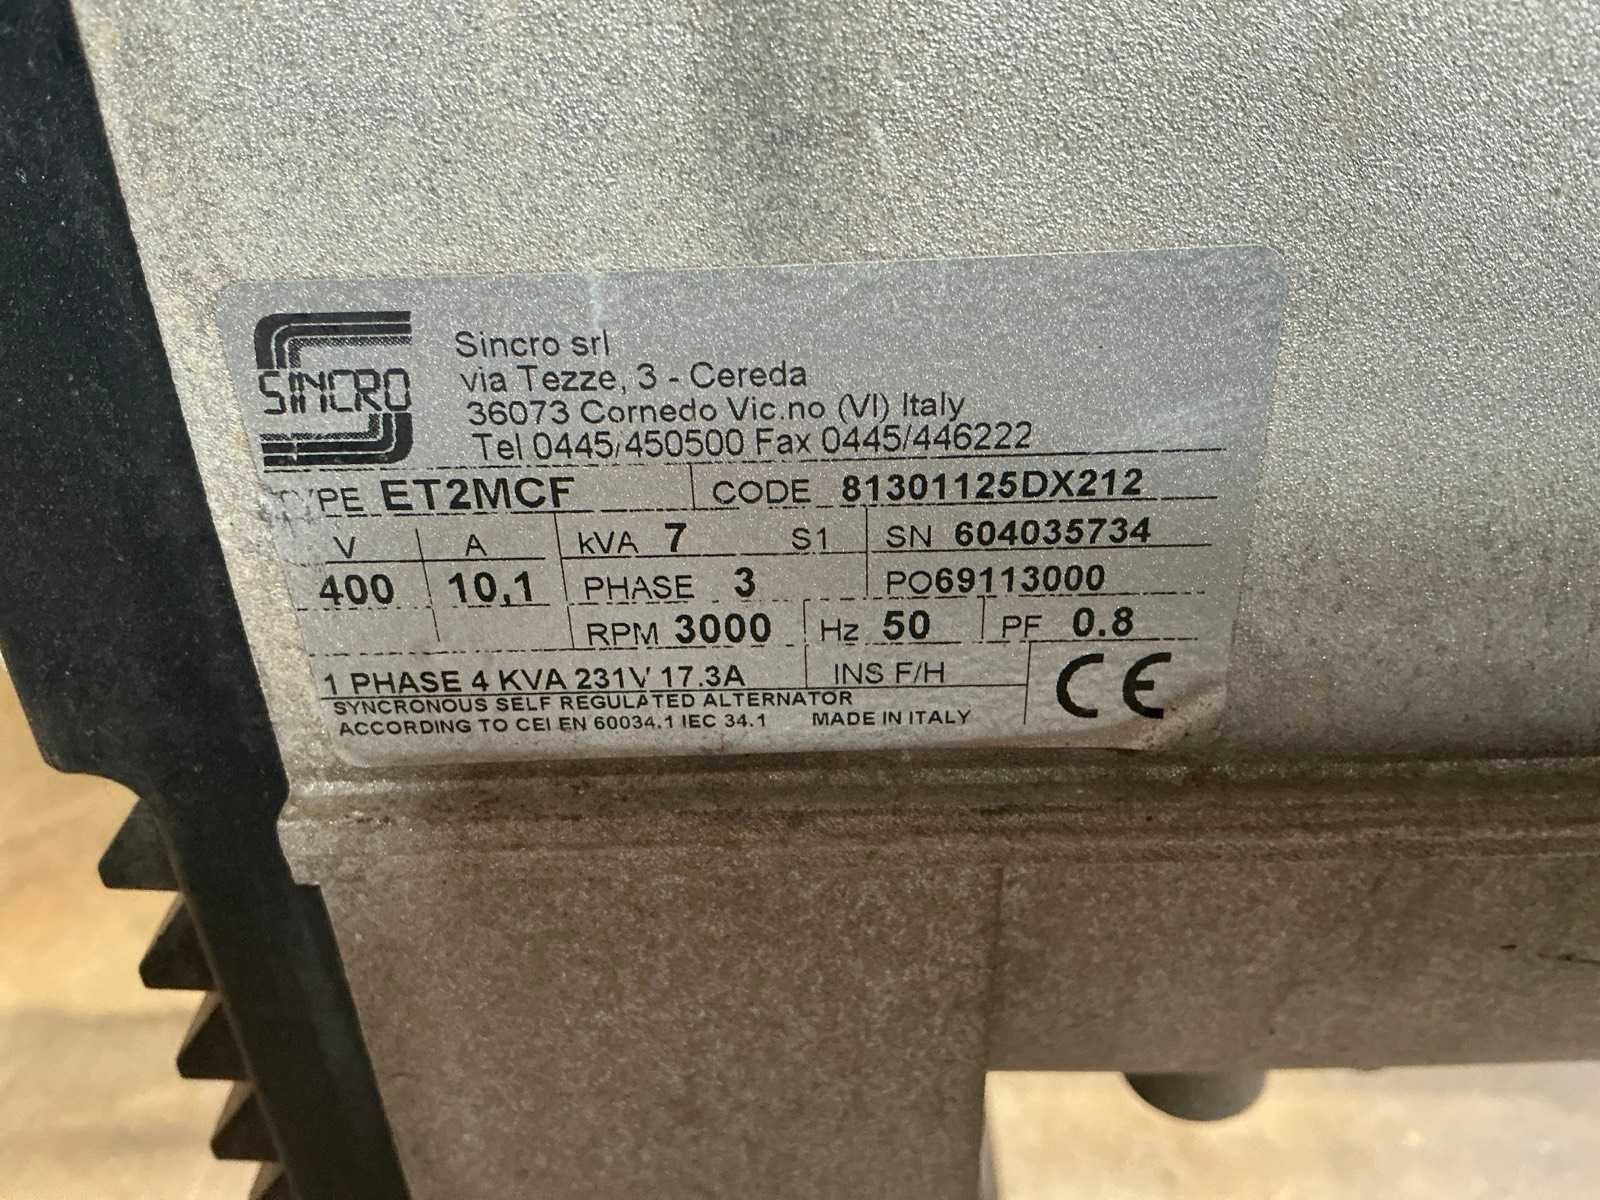 SINCRO
Sincro srl
via Tezze, 3 - Cereda
36073 Cornedo Vic.no (VI) Italy
Tel 0445/450500 Fax 0445/446222
TYPE ET2MCF CODE 81301125DX212
V A kVA 7 S1 SN 604035734
400 10,1 PHASE 3 PO69113000
RPM 3000 Hz 50 PF 0.8
1 PHASE 4 KVA 231V 17.3A INS F/H
SYNCRONOUS SELF REGULATED ALTERNATOR
ACCORDING TO CEI EN 60034.1 IEC 34.1 MADE IN ITALY
CE